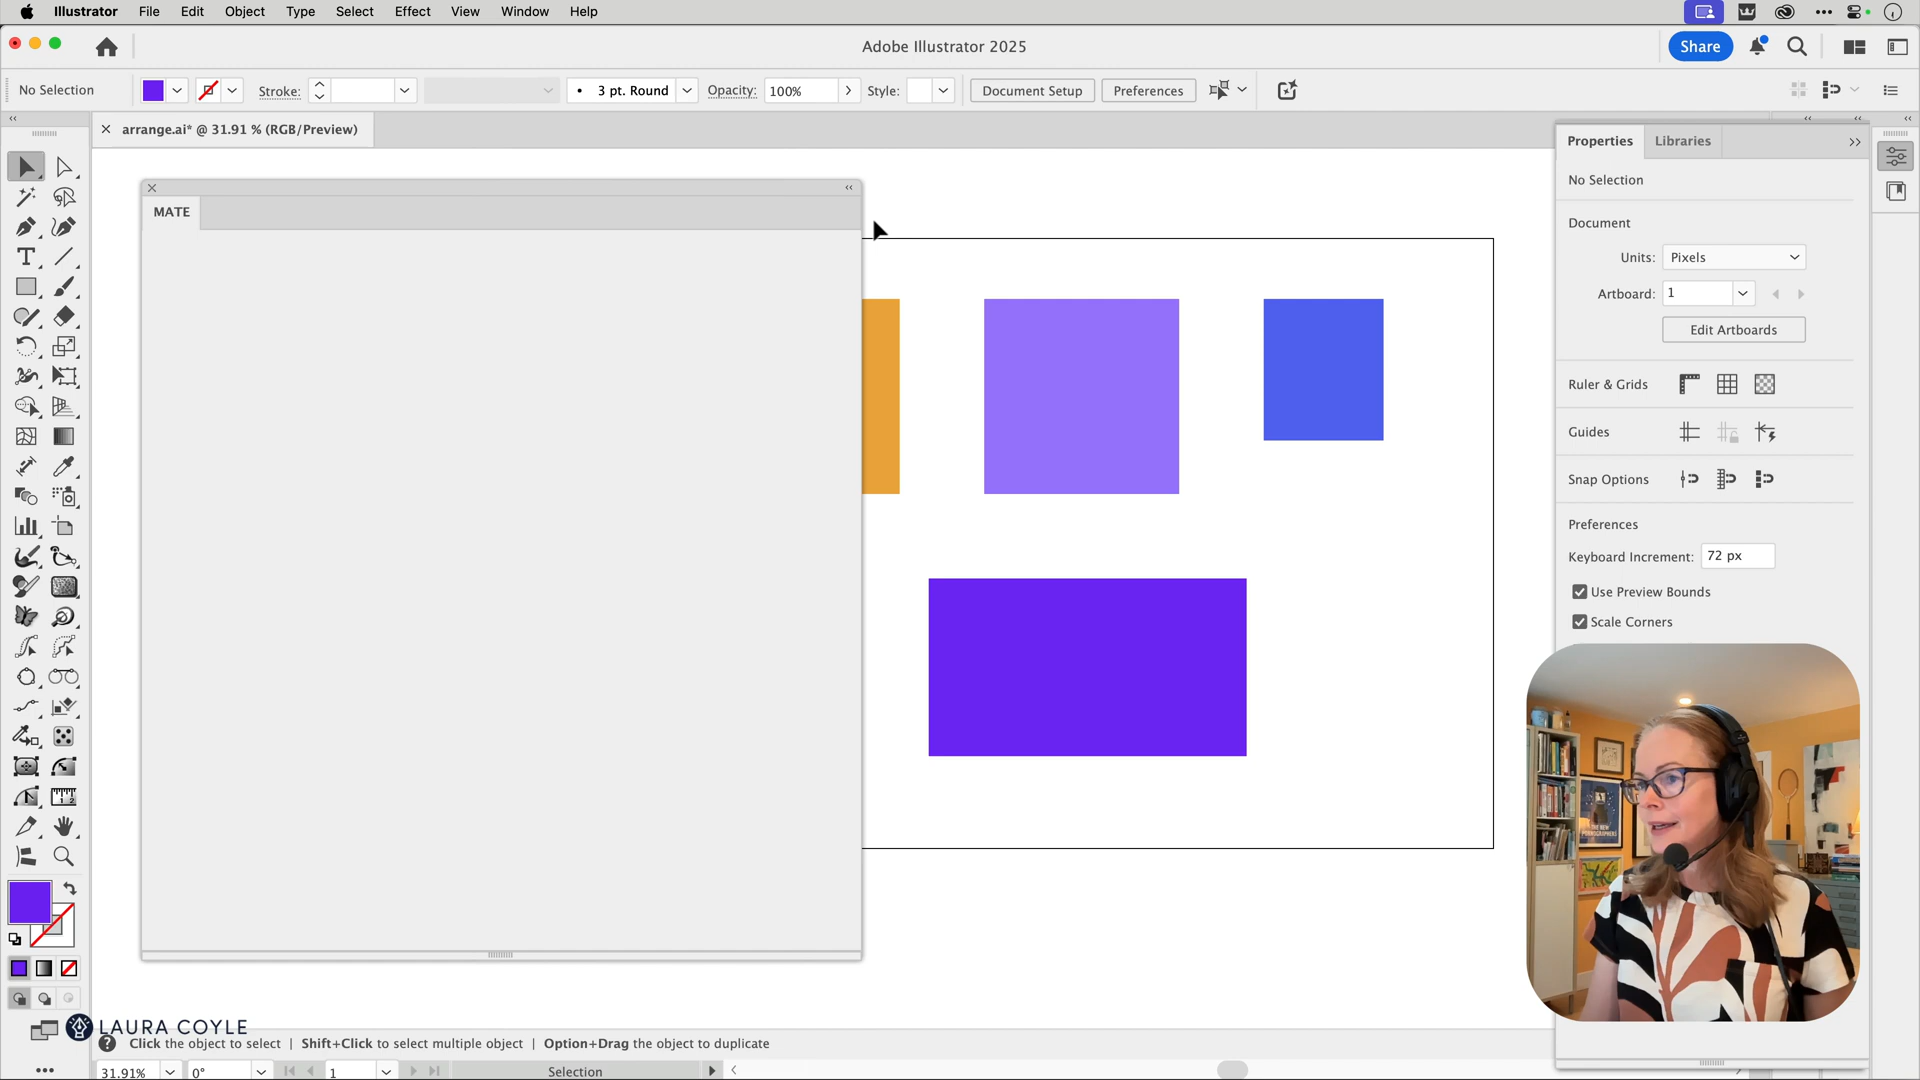 Illustrator File Edit Object Type Select Effect View Window Help
Adobe Illustrator 2025
Share
No Selection
Stroke:
3 pt. Round
Opacity: 100%
Style:
Document Setup
Preferences
arrange.ai* @ 31.91 % (RGB/Preview)
MATE
Properties
Libraries
No Selection
Document
Units: Pixels
Artboard: 1
Edit Artboards
Ruler & Grids
Guides
Snap Options
Preferences
Keyboard Increment: 72 px
Use Preview Bounds
Scale Corners
LAURA COYLE
Click the object to select | Shift+Click to select multiple object | Option+Drag the object to duplicate
31.91% 0° 1 Selection